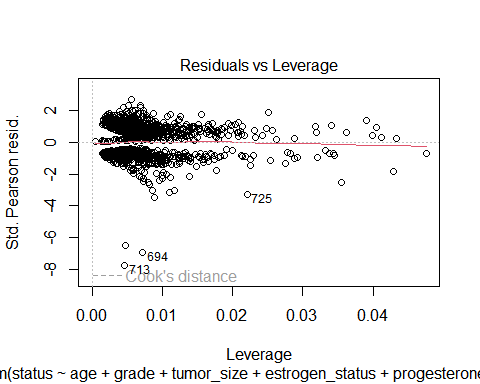 Residuals vs Leverage
Std. Pearson resid.
2
0
-2
-4
-6
-8
725
694
713
Cook's distance
0.00 0.01 0.02 0.03 0.04
Leverage
m(status ~ age + grade + tumor_size + estrogen_status + progesterone